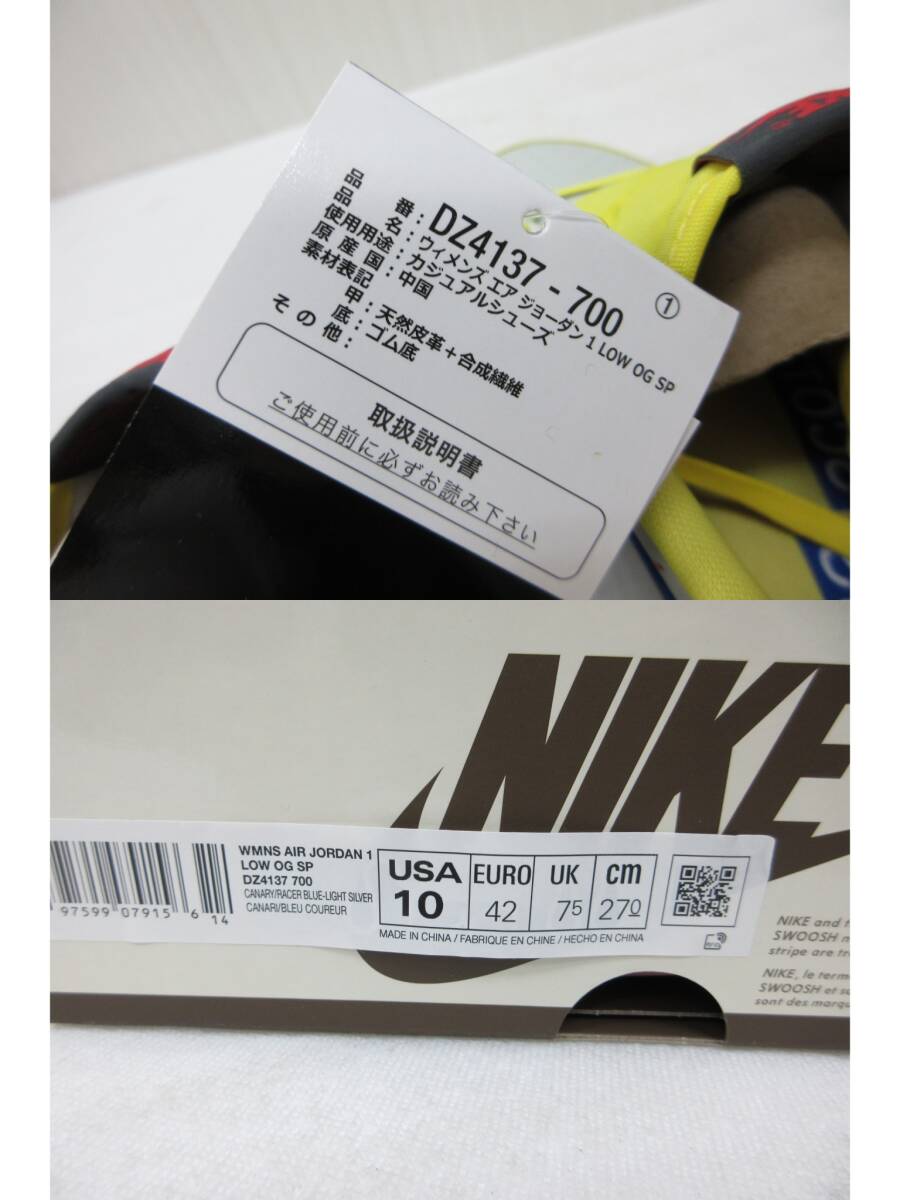 品番：DZ4137-700 ①
品名：ウィメンズ エア ジョーダン 1 LOW OG SP
使用用途：カジュアルシューズ
原産国：中国
素材表記
甲：天然皮革＋合成繊維
底：ゴム底
その他：
取扱説明書
ご使用前に必ずお読み下さい
NIKE
WMNS AIR JORDAN 1
LOW OG SP
DZ4137 700
CANARY/RACER BLUE-LIGHT SILVER
CANARI/BLEU COUREUR
97599 07915 6 14
USA EURO UK cm
10 42 7.5 27.0
MADE IN CHINA / FABRIQUE EN CHINE / HECHO EN CHINA
NIKE and
SWOOSH
stripe are
NIKE, le
SWOOSH et
sont des